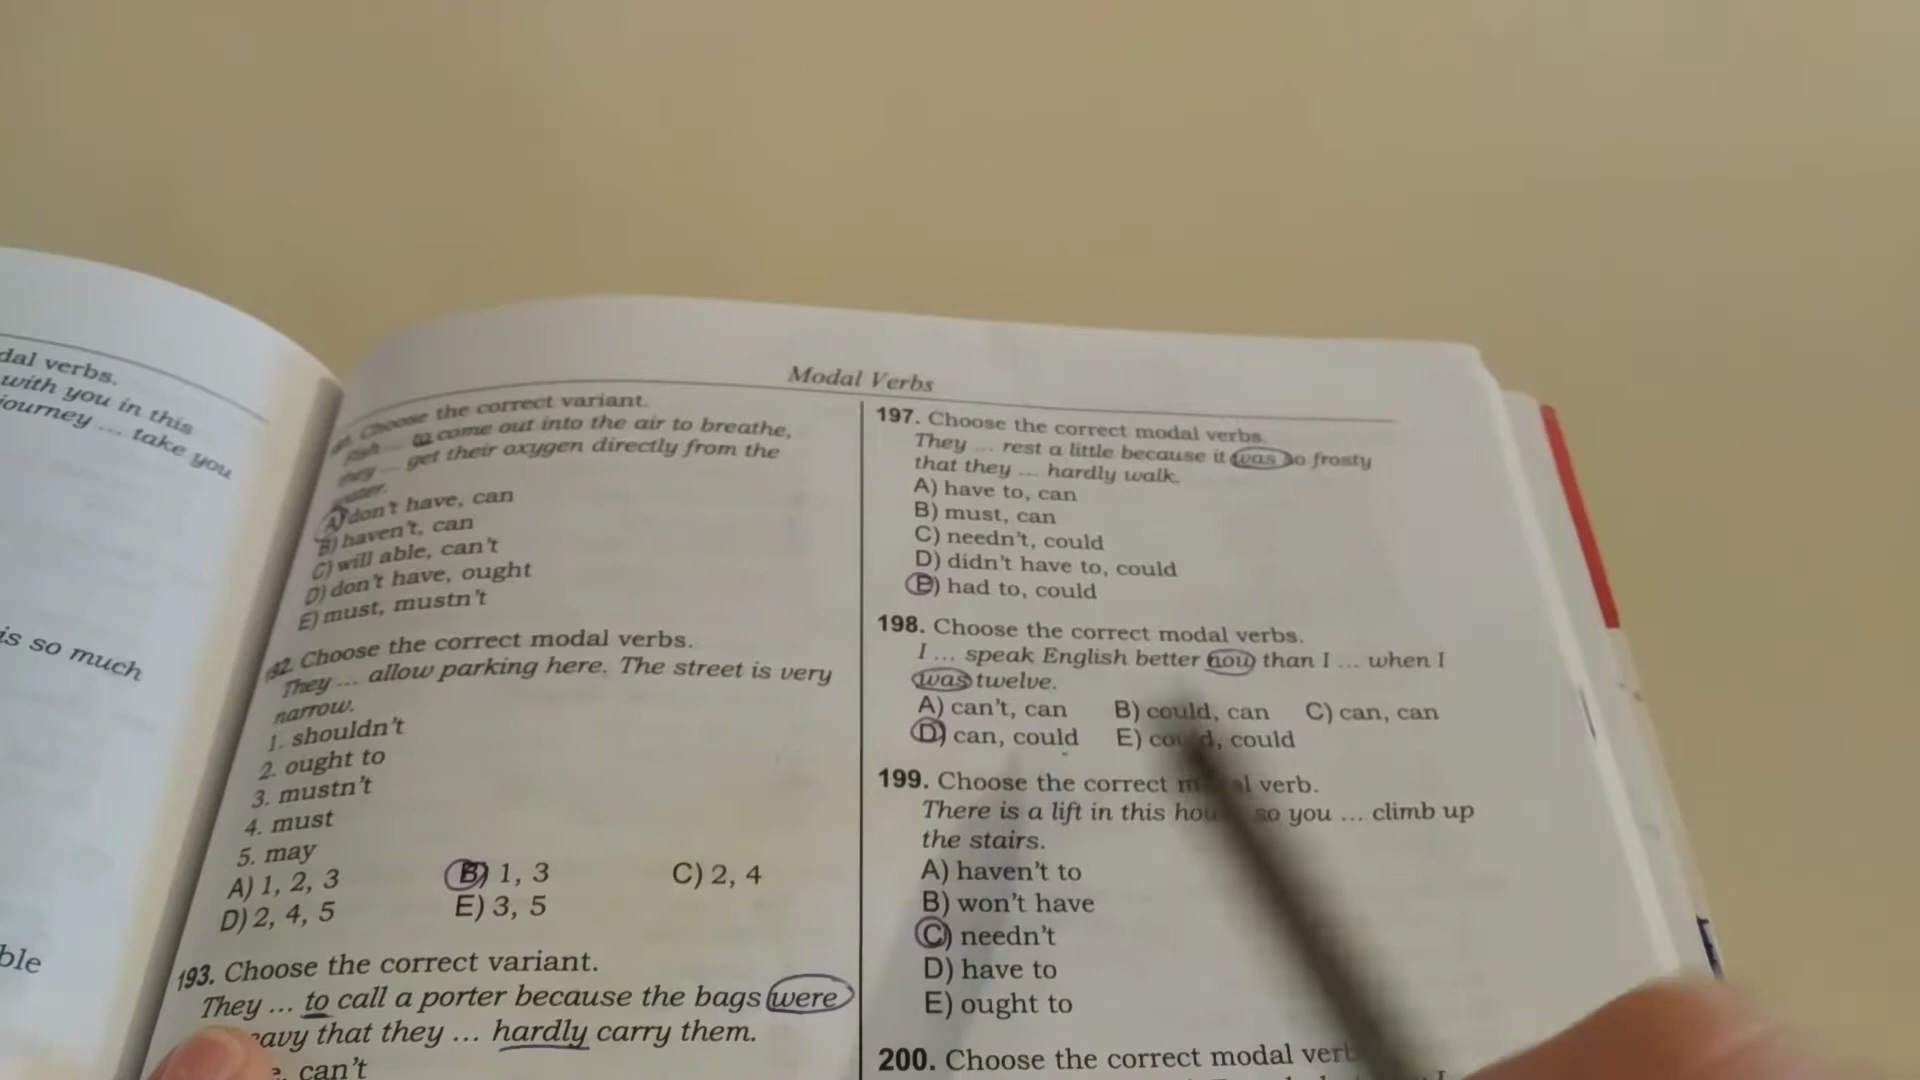 dal verbs.
with you in this
journey ... take you
is so much
ble
Modal Verbs
Choose the correct variant.
Fish ... to come out into the air to breathe,
they ... get their oxygen directly from the
water.
A) don't have, can
B) haven't, can
C) will able, can't
D) don't have, ought
E) must, mustn't
192. Choose the correct modal verbs.
They ... allow parking here. The street is very
narrow.
1. shouldn't
2. ought to
3. mustn't
4. must
5. may
A) 1, 2, 3 B) 1, 3 C) 2, 4
D) 2, 4, 5 E) 3, 5
193. Choose the correct variant.
They ... to call a porter because the bags were
eavy that they ... hardly carry them.
can't
197. Choose the correct modal verbs.
They ... rest a little because it was so frosty
that they ... hardly walk.
A) have to, can
B) must, can
C) needn't, could
D) didn't have to, could
E) had to, could
198. Choose the correct modal verbs.
I ... speak English better now than I ... when I
was twelve.
A) can't, can B) could, can C) can, can
D) can, could E) could, could
199. Choose the correct modal verb.
There is a lift in this house so you ... climb up
the stairs.
A) haven't to
B) won't have
C) needn't
D) have to
E) ought to
200. Choose the correct modal verb